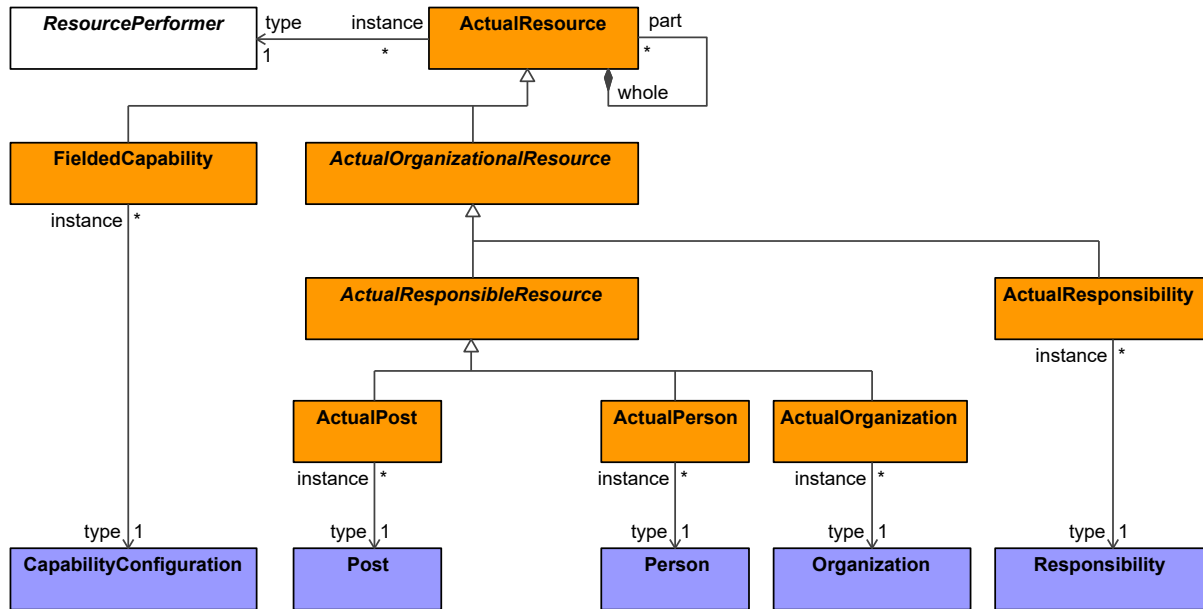 ResourcePerformer
type
1
instance
*
ActualResource
part
*
whole
FieldedCapability
ActualOrganizationalResource
instance *
ActualResponsibleResource
ActualResponsibility
instance *
ActualPost
ActualPerson
ActualOrganization
instance *
instance *
instance *
type 1
type 1
type 1
type 1
type 1
CapabilityConfiguration
Post
Person
Organization
Responsibility